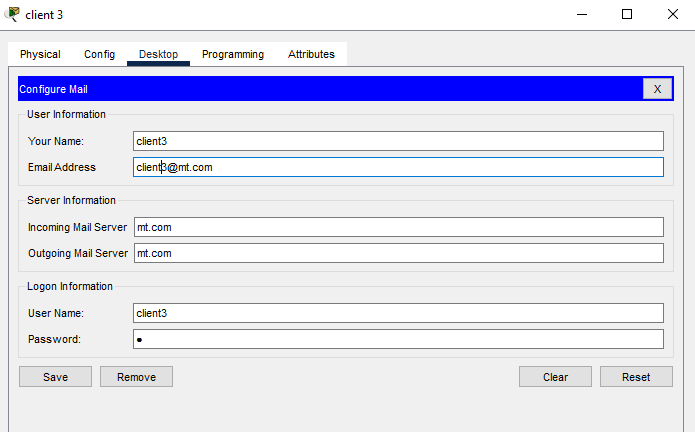 client 3
Physical Config Desktop Programming Attributes
Configure Mail X
User Information
Your Name: client3
Email Address client3@mt.com
Server Information
Incoming Mail Server mt.com
Outgoing Mail Server mt.com
Logon Information
User Name: client3
Password: •
Save Remove Clear Reset